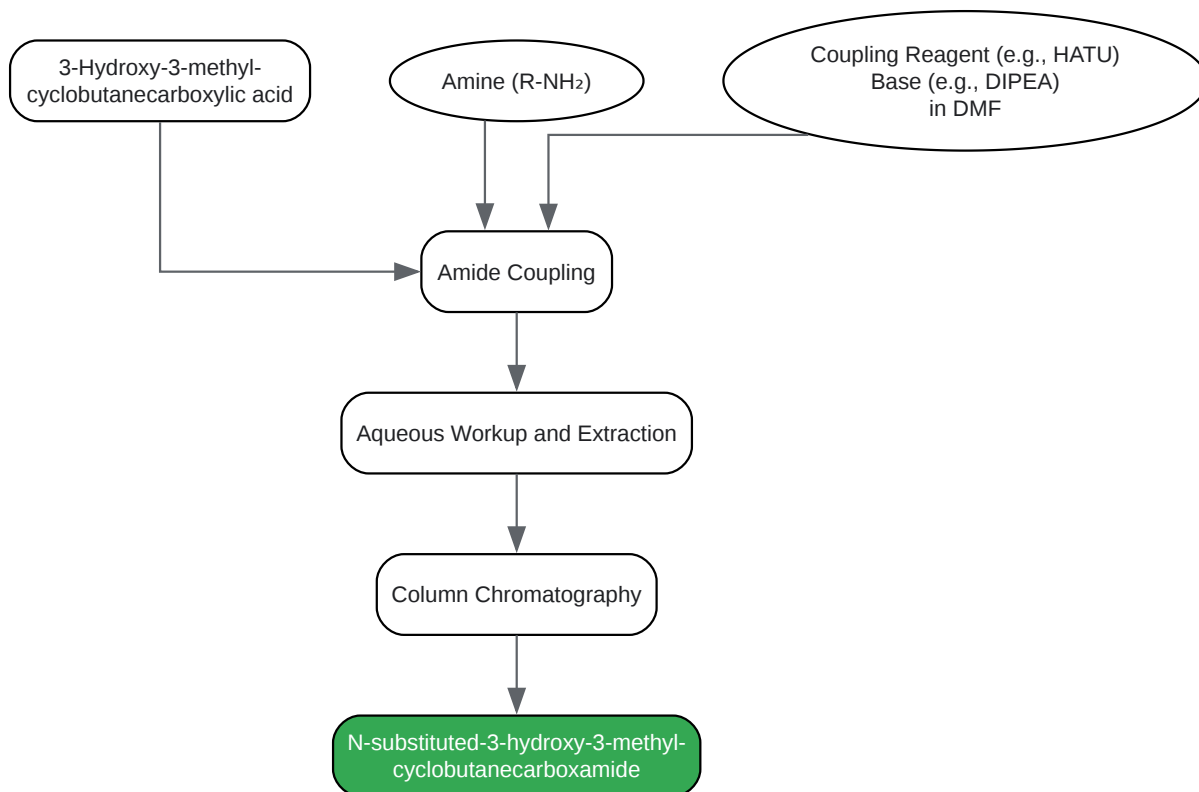 3-Hydroxy-3-methyl-
cyclobutanecarboxylic acid
Amine (R-NH₂)
Coupling Reagent (e.g., HATU)
Base (e.g., DIPEA)
in DMF
Amide Coupling
Aqueous Workup and Extraction
Column Chromatography
N-substituted-3-hydroxy-3-methyl-
cyclobutanecarboxamide